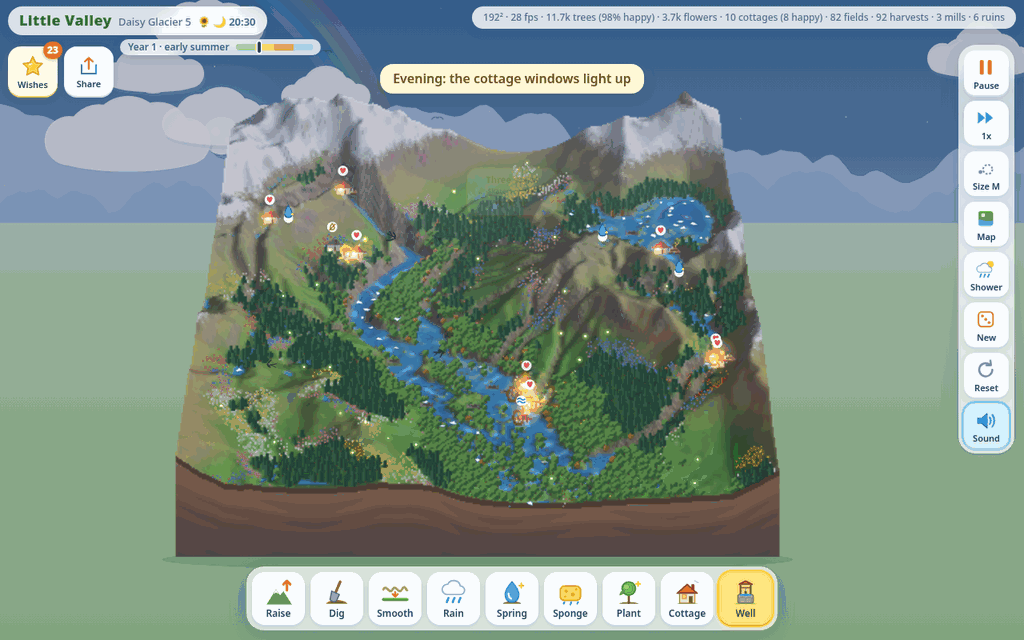 Little Valley Daisy Glacier 5 🌻 🌙 20:30
192² · 28 fps · 11.7k trees (98% happy) · 3.7k flowers · 10 cottages (8 happy) · 82 fields · 92 harvests · 3 mills · 6 ruins
Year 1 · early summer
23
Wishes
Share
Evening: the cottage windows light up
Pause
1x
Size M
Map
Shower
New
Reset
Sound
Raise
Dig
Smooth
Rain
Spring
Sponge
Plant
Cottage
Well